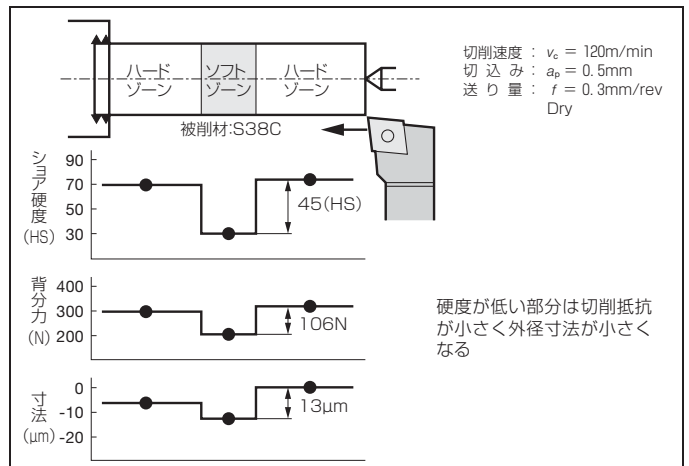 ハード
ゾーン
ソフト
ゾーン
ハード
ゾーン
被削材:S38C
切削速度： vc = 120m/min
切込み：ap = 0.5mm
送り量： f = 0.3mm/rev
Dry
ショア硬度
(HS)
90
70
50
30
45(HS)
背分力
(N)
400
300
200
106N
硬度が低い部分は切削抵抗
が小さく外径寸法が小さく
なる
寸法
(μm)
0
-10
-20
13μm